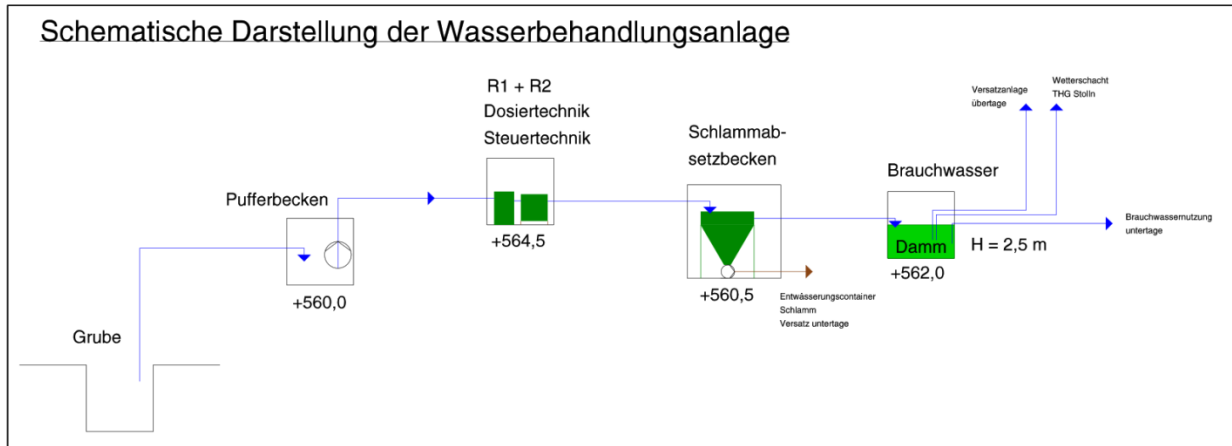 Schematische Darstellung der Wasserbehandlungsanlage
Grube
Pufferbecken
+560,0
R1 + R2
Dosiertechnik
Steuertechnik
+564,5
Schlammab-
setzbecken
+560,5
Entwässerungscontainer
Schlamm
Versatz untertage
Brauchwasser
Damm
+562,0
H = 2,5 m
Versatzanlage
übertage
Wetterschacht
THG Stolln
Brauchwassernutzung
untertage